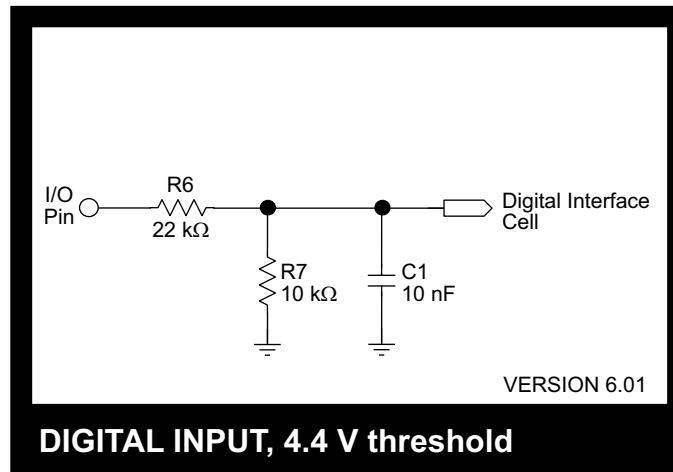 I/O
Pin
R6
22 kΩ
R7
10 kΩ
C1
10 nF
Digital Interface
Cell
VERSION 6.01
DIGITAL INPUT, 4.4 V threshold